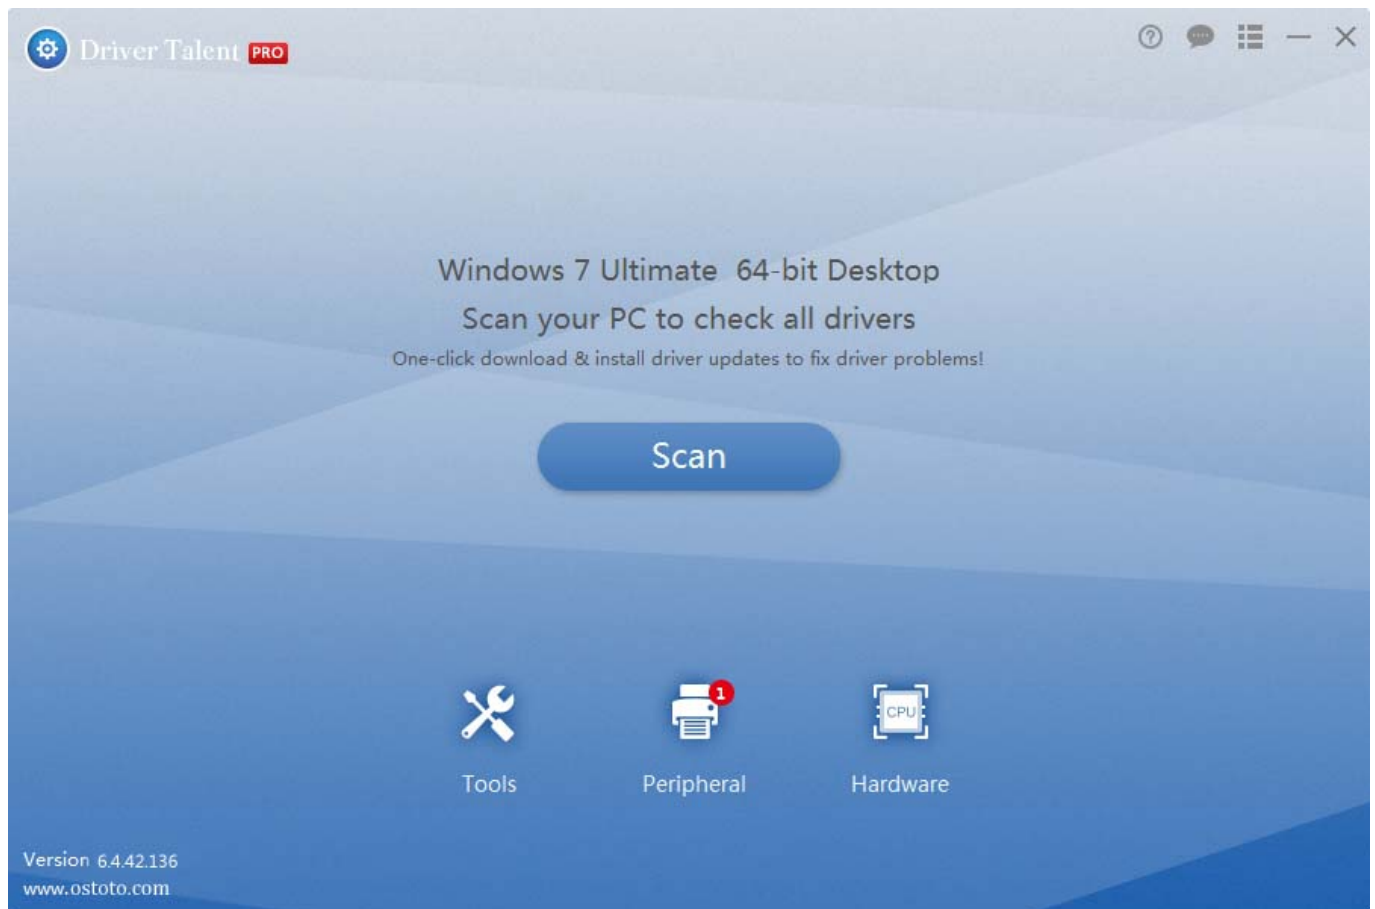 Driver Talent PRO
Windows 7 Ultimate 64-bit Desktop
Scan your PC to check all drivers
One-click download & install driver updates to fix driver problems!
Scan
1
CPU
Tools Peripheral Hardware
Version 6.4.42.136
www.ostoto.com